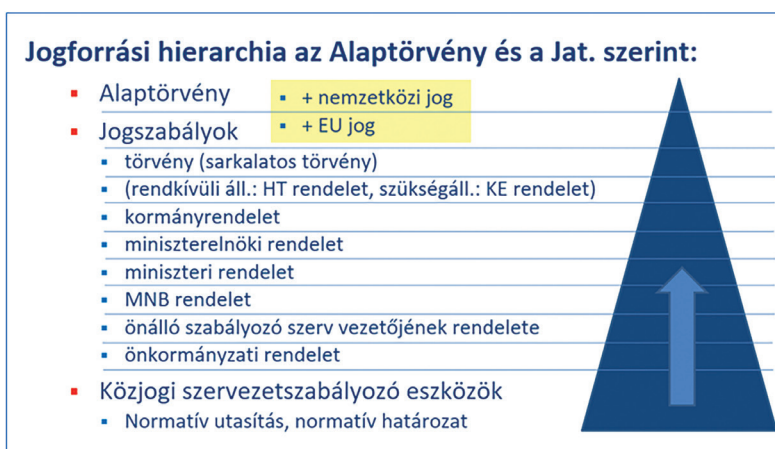 Jogforrási hierarchia az Alaptörvény és a Jat. szerint:
Alaptörvény
+ nemzetközi jog
+ EU jog
Jogszabályok
törvény (sarkalatos törvény)
(rendkívüli áll.: HT rendelet, szükségáll.: KE rendelet)
kormányrendelet
miniszterelnöki rendelet
miniszteri rendelet
MNB rendelet
önálló szabályozó szerv vezetőjének rendelete
önkormányzati rendelet
Közjogi szervezetszabályozó eszközök
Normatív utasítás, normatív határozat